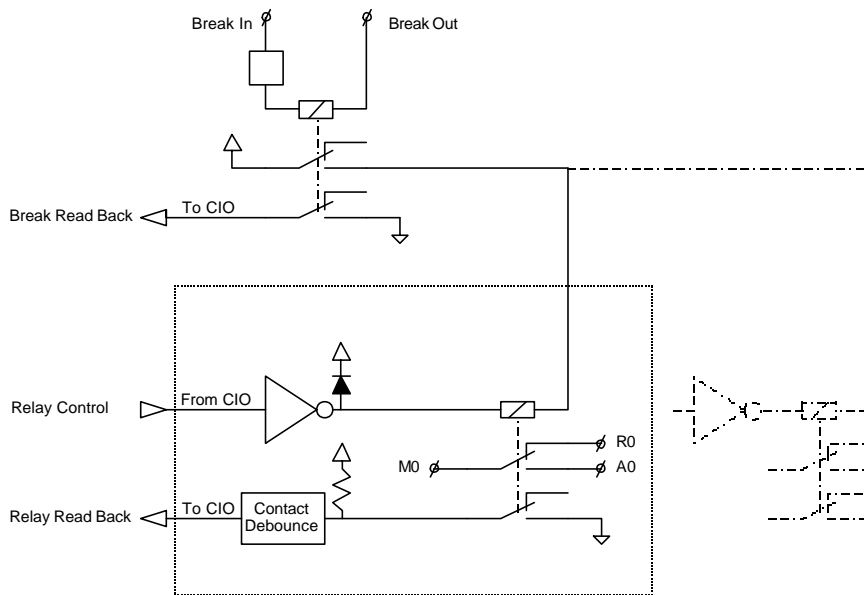 Break In
Break Out
To CIO
Break Read Back
Relay Control
From CIO
R0
M0
A0
To CIO
Contact
Debounce
Relay Read Back